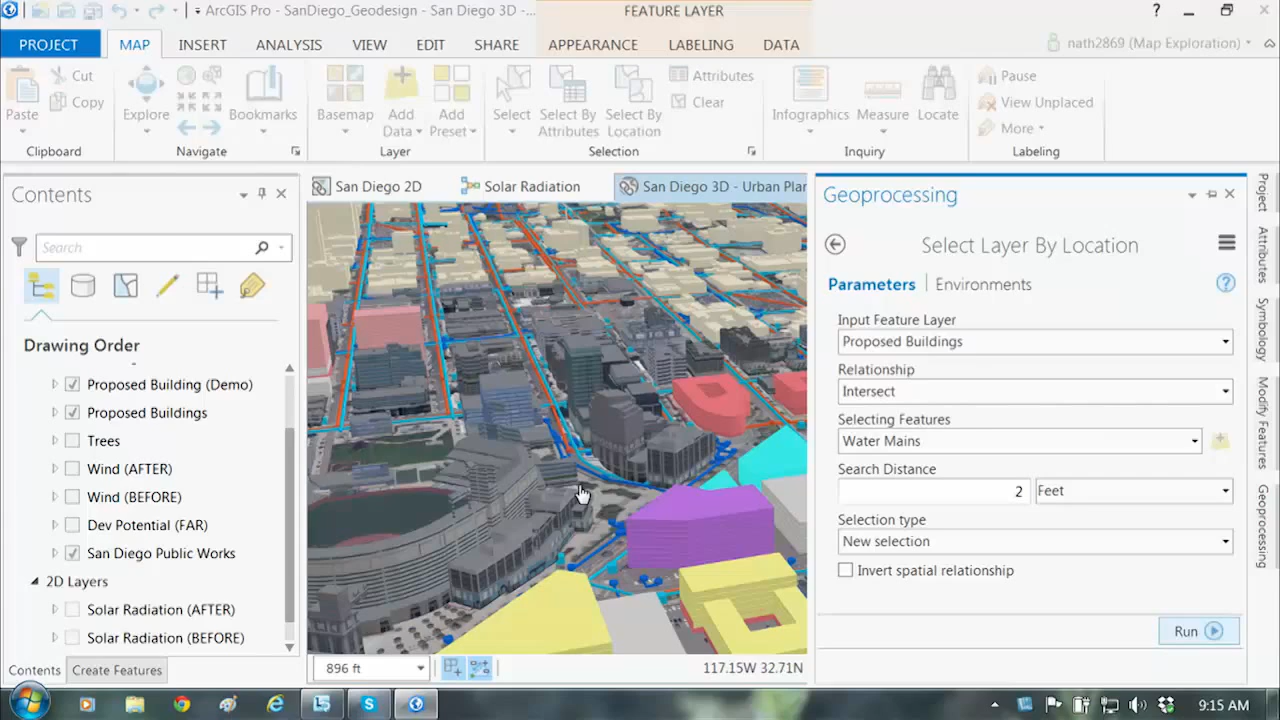 ArcGIS Pro - SanDiego_Geodesign - San Diego 3D -...
FEATURE LAYER
PROJECT
MAP
INSERT
ANALYSIS
VIEW
EDIT
SHARE
APPEARANCE
LABELING
DATA
nath2869 (Map Exploration)
Paste
Cut
Copy
Clipboard
Explore
Bookmarks
Navigate
Basemap
Add
Data
Add
Preset
Layer
Select
Select By
Attributes
Select By
Location
Attributes
Clear
Selection
Infographics
Measure
Locate
Inquiry
Pause
View Unplaced
More
Labeling
Contents
Search
Drawing Order
Proposed Building (Demo)
Proposed Buildings
Trees
Wind (AFTER)
Wind (BEFORE)
Dev Potential (FAR)
San Diego Public Works
2D Layers
Solar Radiation (AFTER)
Solar Radiation (BEFORE)
Contents
Create Features
San Diego 2D
Solar Radiation
San Diego 3D - Urban Plan
896 ft
117.15W 32.71N
Geoprocessing
Select Layer By Location
Parameters
Environments
?
Input Feature Layer
Proposed Buildings
Relationship
Intersect
Selecting Features
Water Mains
Search Distance
2
Feet
Selection type
New selection
Invert spatial relationship
Run
Project
Attributes
Symbology
Modify Features
Geoprocessing
9:15 AM